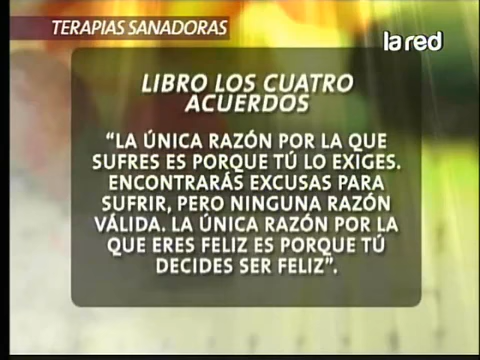 TERAPIAS SANADORAS
la red
LIBRO LOS CUATRO
ACUERDOS
“LA ÚNICA RAZÓN POR LA QUE
SUFRES ES PORQUE TÚ LO EXIGES.
ENCONTRARÁS EXCUSAS PARA
SUFRIR, PERO NINGUNA RAZÓN
VÁLIDA. LA ÚNICA RAZÓN POR LA
QUE ERES FELIZ ES PORQUE TÚ
DECIDES SER FELIZ”.